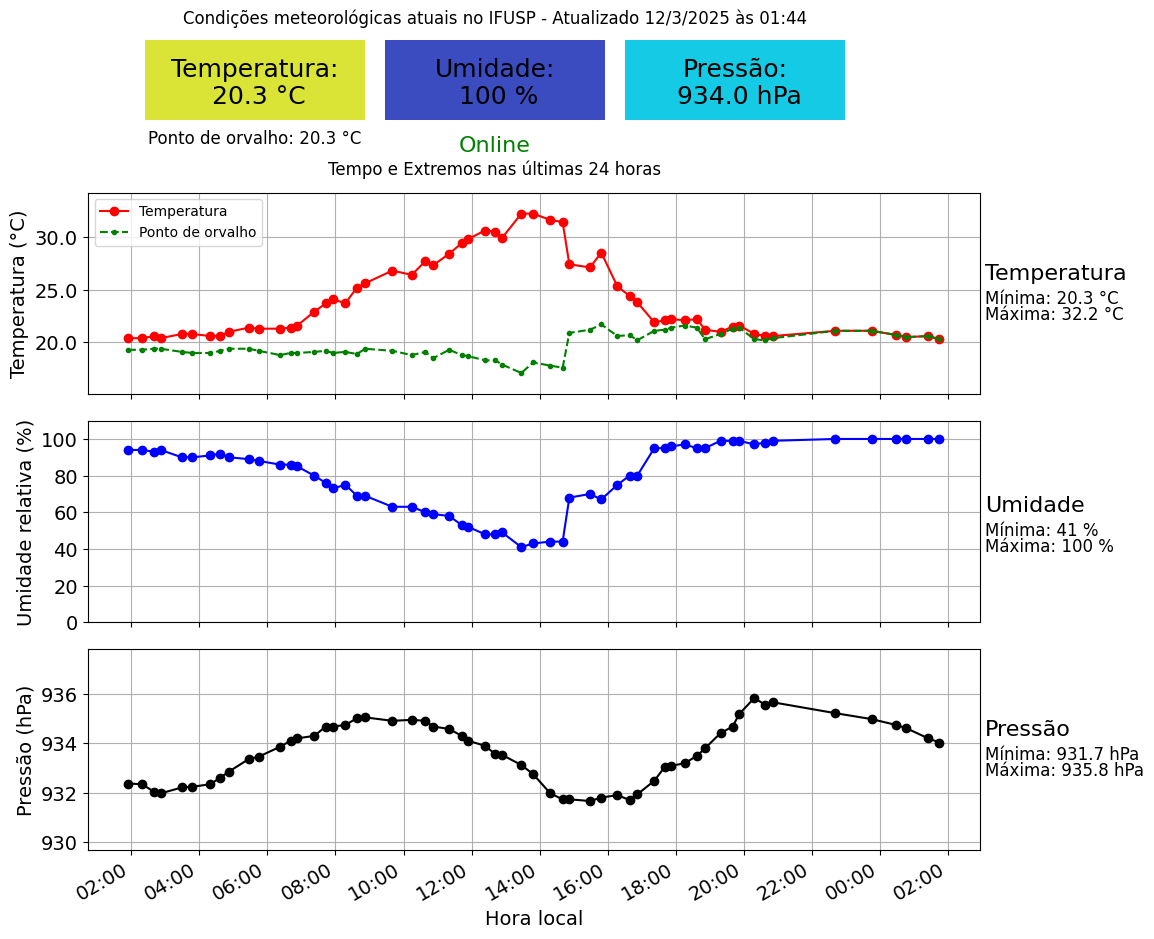 Condições meteorológicas atuais no IFUSP - Atualizado 12/3/2025 às 01:44
Temperatura:
20.3 °C
Umidade:
100 %
Pressão:
934.0 hPa
Ponto de orvalho: 20.3 °C
Online
Tempo e Extremos nas últimas 24 horas
Temperatura (°C)
30.0
25.0
20.0
Temperatura
Ponto de orvalho
Temperatura
Mínima: 20.3 °C
Máxima: 32.2 °C
Umidade relativa (%)
100
80
60
40
20
0
Umidade
Mínima: 41 %
Máxima: 100 %
Pressão (hPa)
936
934
932
930
Pressão
Mínima: 931.7 hPa
Máxima: 935.8 hPa
02:00 04:00 06:00 08:00 10:00 12:00 14:00 16:00 18:00 20:00 22:00 00:00 02:00
Hora local